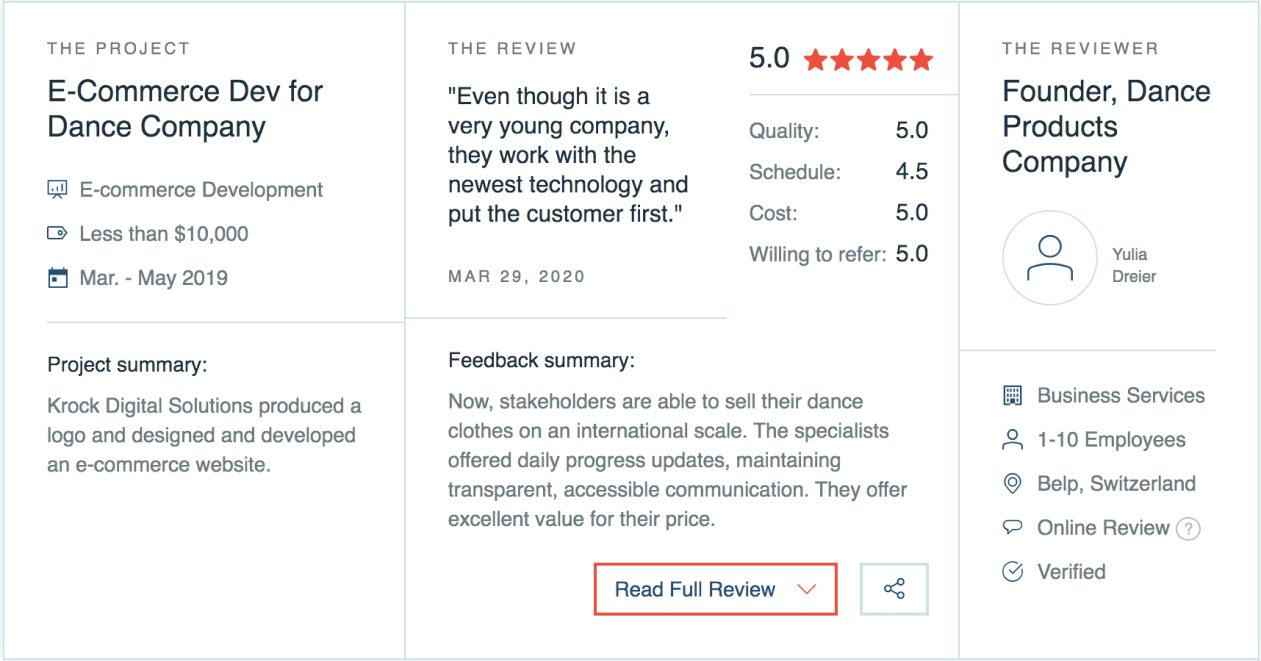 THE PROJECT
E-Commerce Dev for
Dance Company
E-commerce Development
Less than $10,000
Mar. - May 2019
Project summary:
Krock Digital Solutions produced a
logo and designed and developed
an e-commerce website.
THE REVIEW
"Even though it is a
very young company,
they work with the
newest technology and
put the customer first."
MAR 29, 2020
5.0
Quality: 5.0
Schedule: 4.5
Cost: 5.0
Willing to refer: 5.0
Feedback summary:
Now, stakeholders are able to sell their dance
clothes on an international scale. The specialists
offered daily progress updates, maintaining
transparent, accessible communication. They offer
excellent value for their price.
Read Full Review
THE REVIEWER
Founder, Dance
Products
Company
Yulia
Dreier
Business Services
1-10 Employees
Belp, Switzerland
Online Review ?
Verified